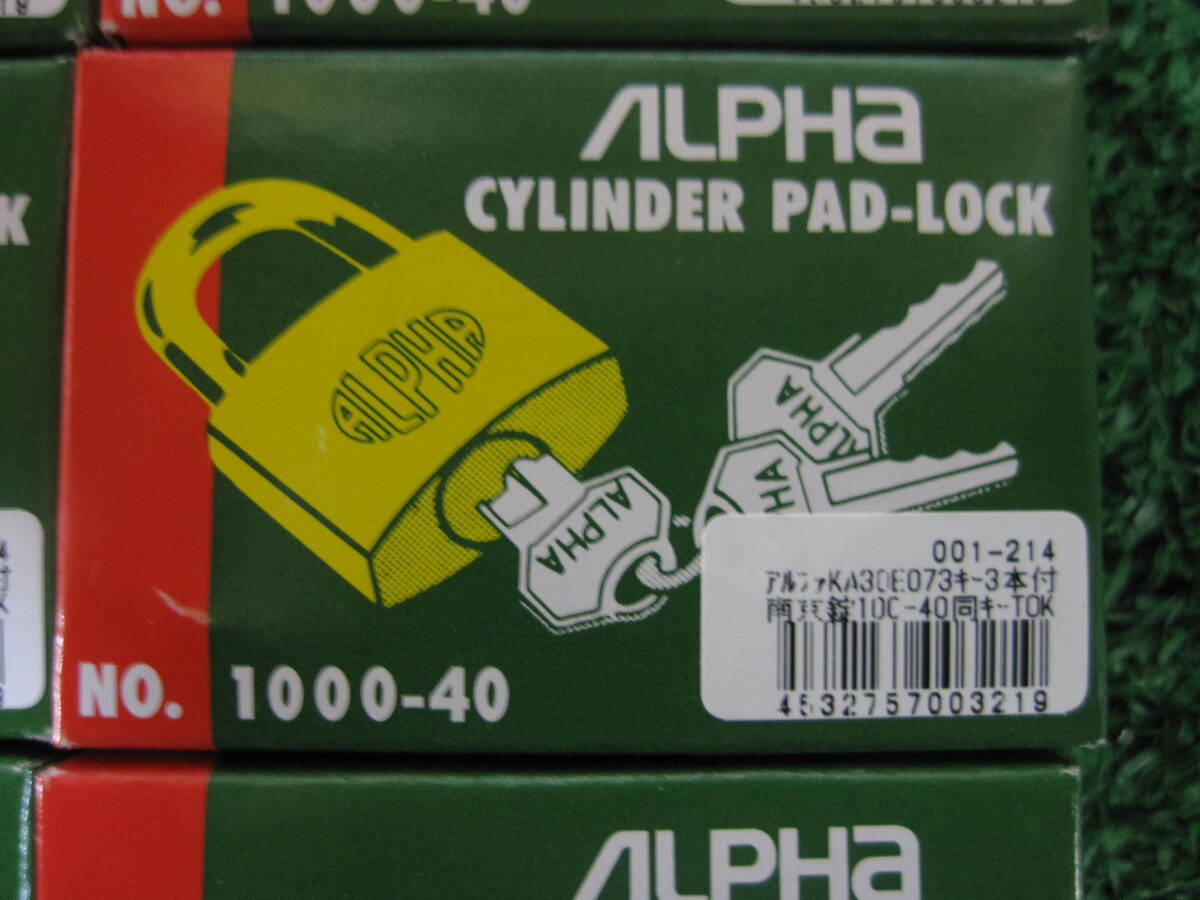 NO. 1000-40
K
ALPHA
CYLINDER PAD-LOCK
ALPHA
ALPHA
ALPHA
ALPHA
HA
001-214
アルファKA30E073キー3本付
南京錠100-40同キーTOK
4532757003219
NO. 1000-40
ALPHA